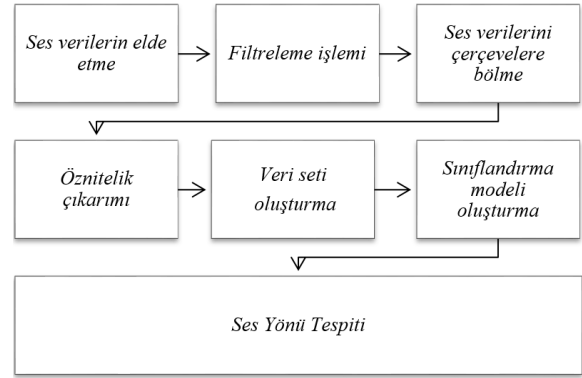 Ses verilerin elde
etme
Filtreleme işlemi
Ses verilerini
çerçevelere
bölme
Öznitelik
çıkarımı
Veri seti
oluşturma
Sınıflandırma
modeli
oluşturma
Ses Yönü Tespiti